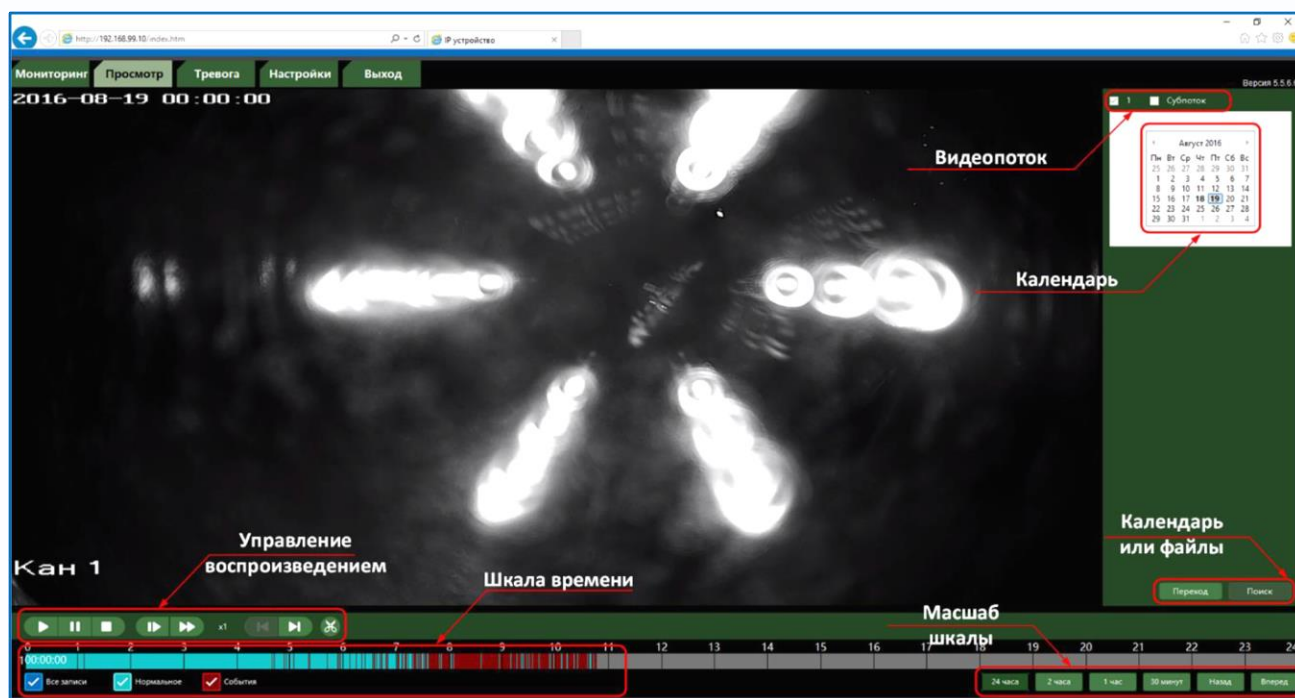 http://192.168.99.10/index.htm
IP устройство
Мониторинг Просмотр Тревога Настройки Выход
Версия 5.5.6
2016-08-19 00:00:00
1 Субпоток
Видеопоток
Август 2016
Пн Вт Ср Чт Пт Сб Вс
25 26 27 28 29 30 31
1 2 3 4 5 6 7
8 9 10 11 12 13 14
15 16 17 18 19 20 21
22 23 24 25 26 27 28
29 30 31 1 2 3 4
Календарь
Календарь
или файлы
Управление
воспроизведением
Кан 1
Шкала времени
Переход Поиск
Масштаб
шкалы
x1
0 1 2 3 4 5 6 7 8 9 10 11 12 13 14 15 16 17 18 19 20 21 22 23 24
1 00:00:00
Все записи Нормальное События
24 часа 2 часа 1 час 30 минут Назад Вперед